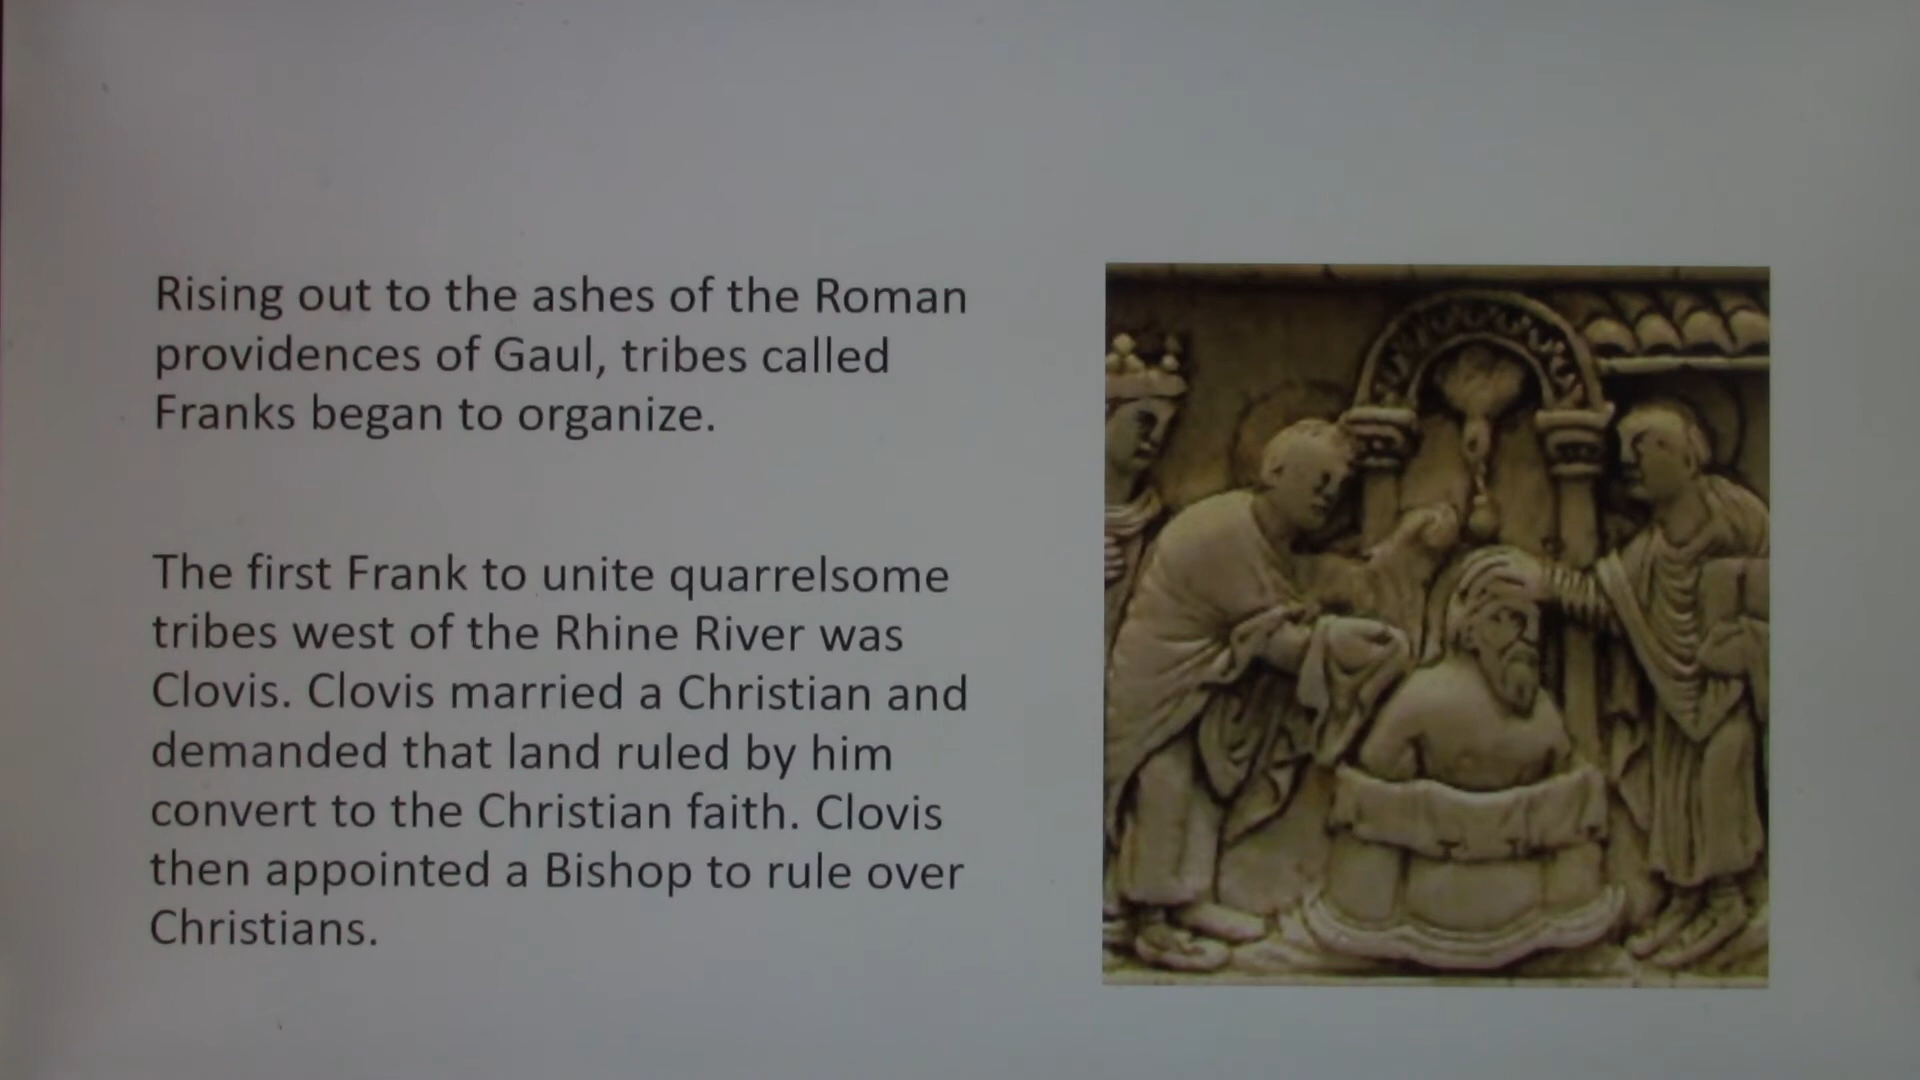 Rising out to the ashes of the Roman
providences of Gaul, tribes called
Franks began to organize.
The first Frank to unite quarrelsome
tribes west of the Rhine River was
Clovis. Clovis married a Christian and
demanded that land ruled by him
convert to the Christian faith. Clovis
then appointed a Bishop to rule over
Christians.